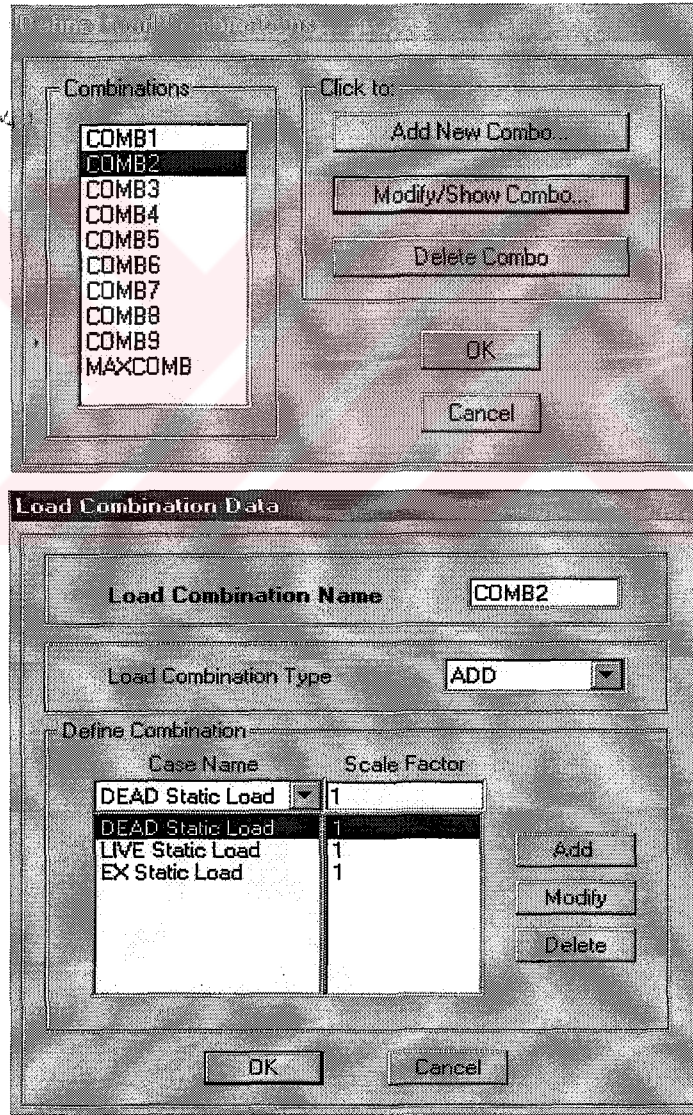 Define Load Combinations
Combinations
Click to:
COMB1
COMB2
COMB3
COMB4
COMB5
COMB6
COMB7
COMB8
COMB9
MAXCOMB
Add New Combo...
Modify/Show Combo...
Delete Combo
OK
Cancel
Load Combination Data
Load Combination Name
COMB2
Load Combination Type
ADD
Define Combination
Case Name Scale Factor
DEAD Static Load 1
DEAD Static Load 1
LIVE Static Load 1
EX Static Load 1
Add
Modify
Delete
OK
Cancel